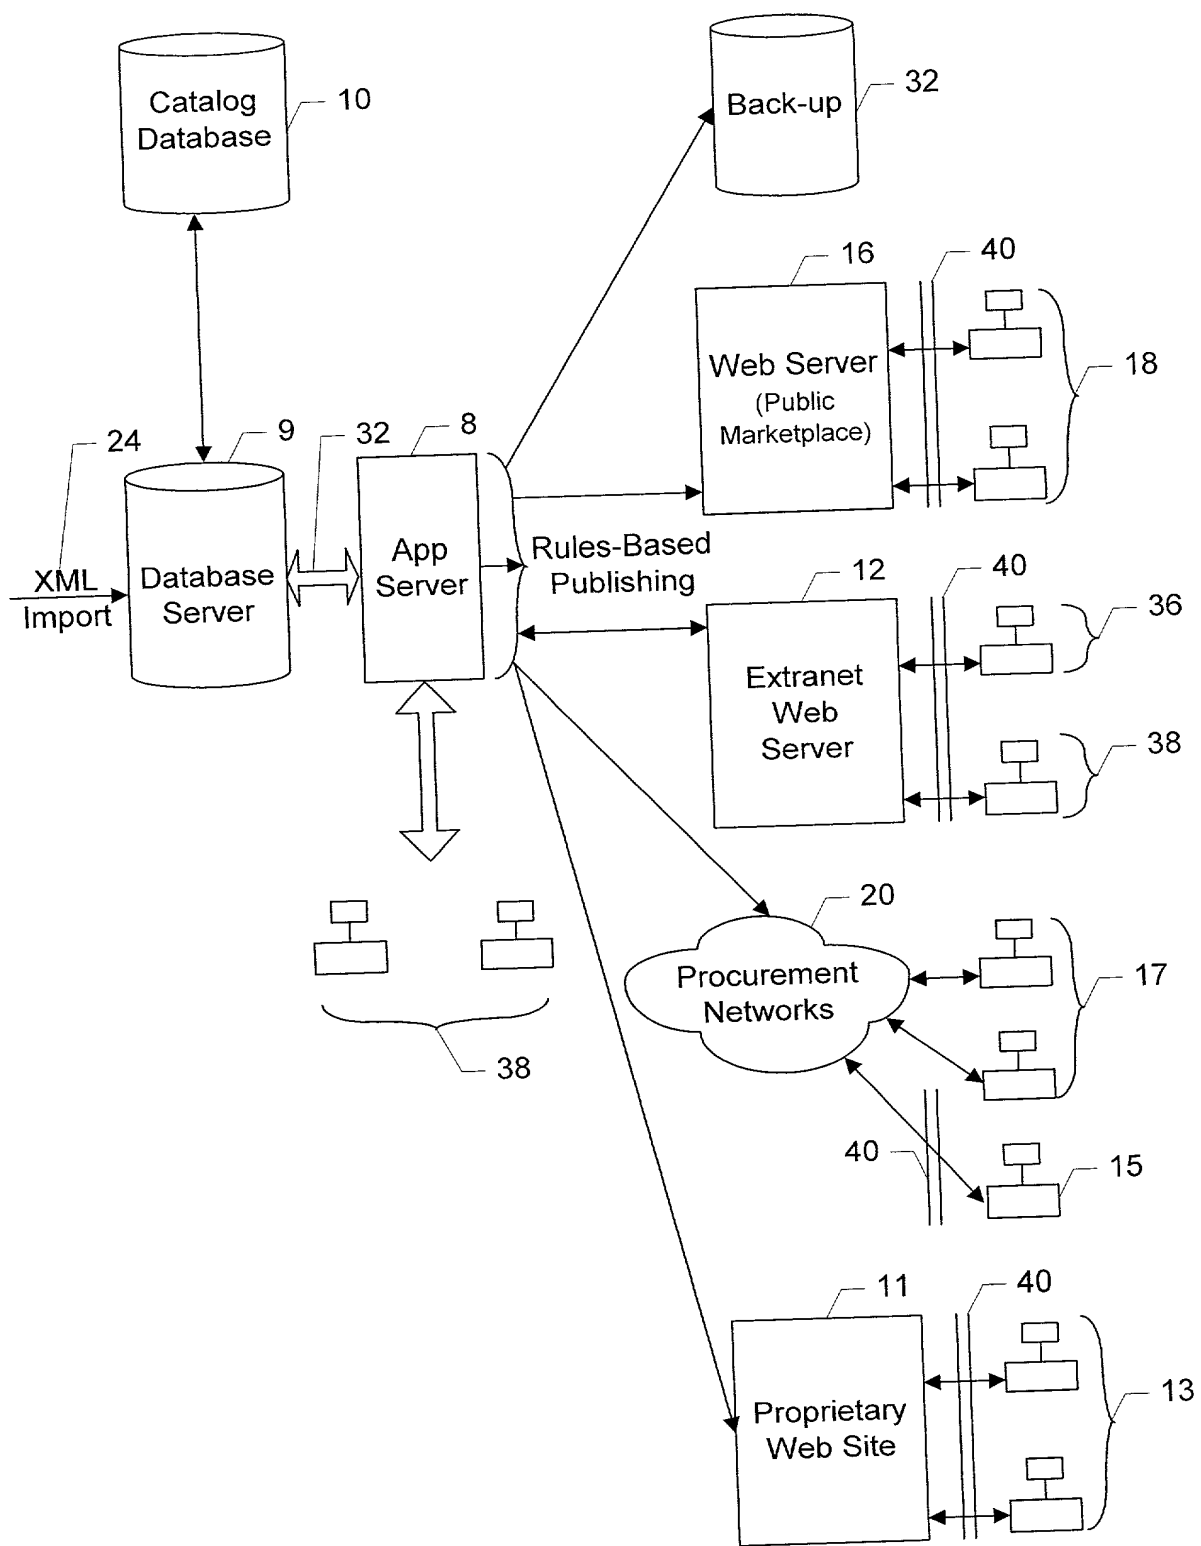 Catalog
Database
10
Back-up
32
16
40
Web Server
(Public
Marketplace)
18
24
9
32
8
XML
Import
Database
Server
App
Server
Rules-Based
Publishing
12
40
36
Extranet
Web
Server
38
38
20
Procurement
Networks
17
40
15
11
40
Proprietary
Web Site
13